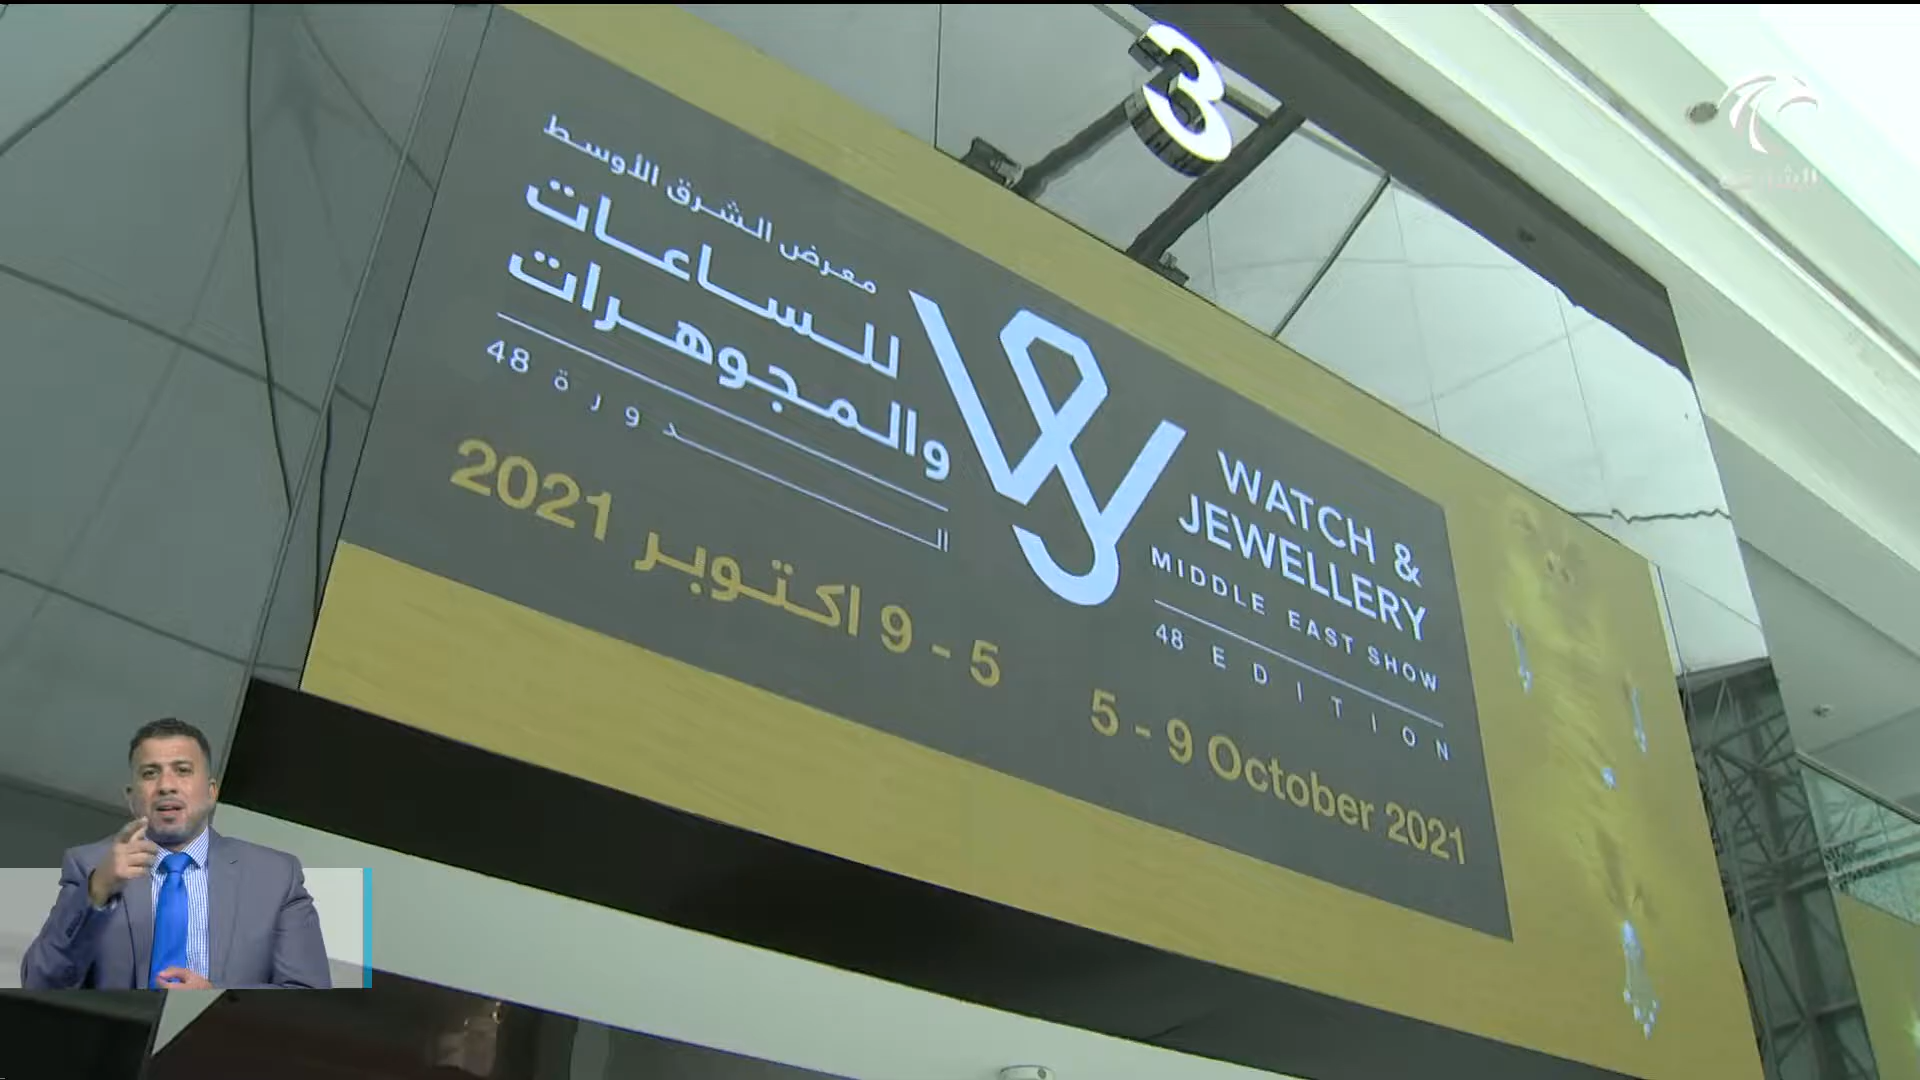 3
معرض الشرق الأوسط
للساعات
والمجوهرات
الدورة 48
5 - 9 اكتوبر 2021
WATCH &
JEWELLERY
MIDDLE EAST SHOW
48 EDITION
5 - 9 October 2021
الشارقة